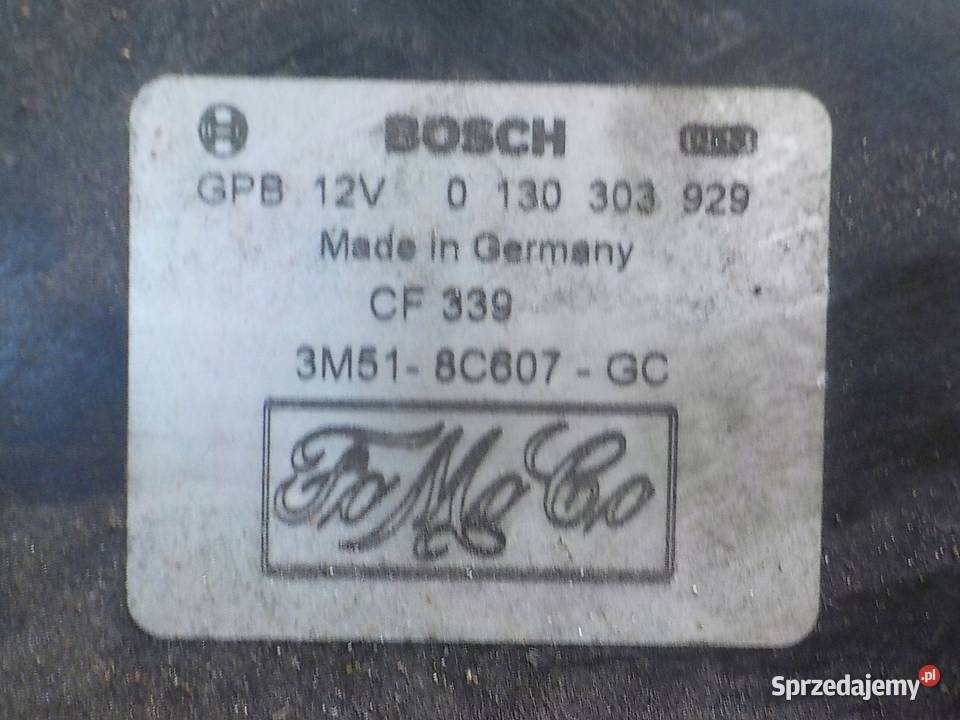 BOSCH
GPB 12V 0 130 303 929
Made in Germany
CF 339
3M51- 8C607 - GC
FoMoCo
Sprzedajemy.pl